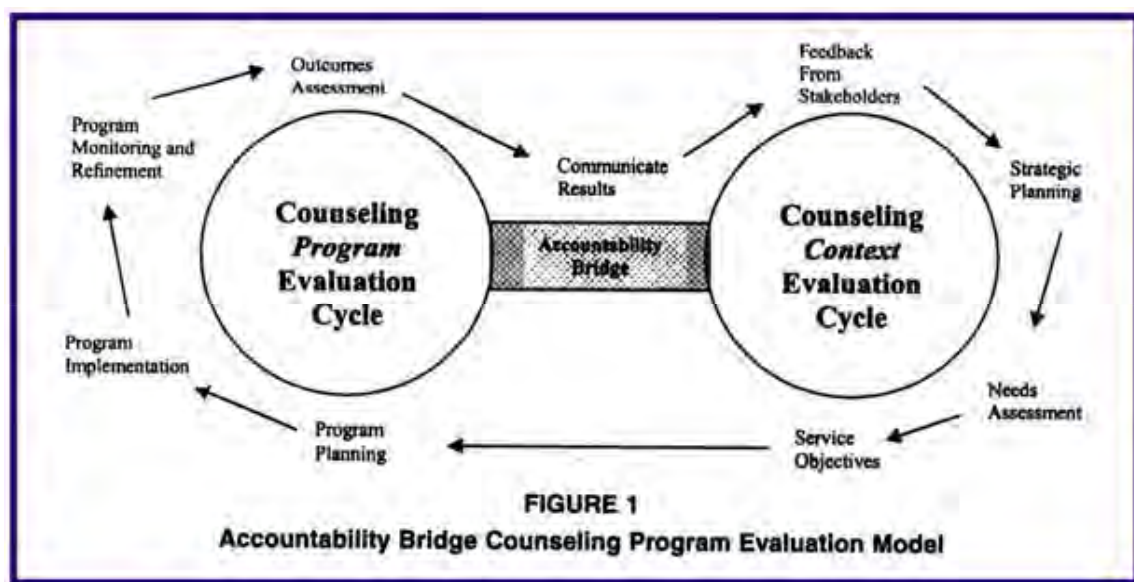 Outcomes
Assessment
Feedback
From
Stakeholders
Program
Monitoring and
Refinement
Communicate
Results
Strategic
Planning
Counseling
Program
Evaluation
Cycle
Accountability
Bridge
Counseling
Context
Evaluation
Cycle
Program
Implementation
Needs
Assessment
Program
Planning
Service
Objectives
FIGURE 1
Accountability Bridge Counseling Program Evaluation Model